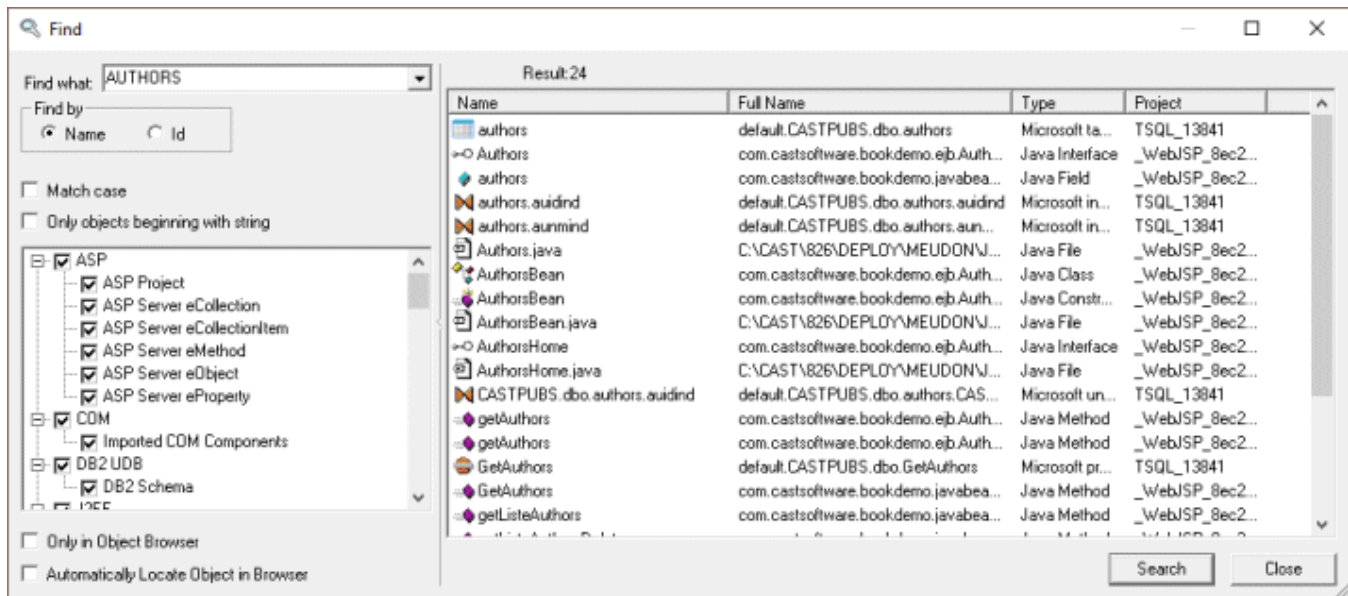 Find
Find what: AUTHORS
Find by
Name Id
Match case
Only objects beginning with string
ASP
ASP Project
ASP Server eCollection
ASP Server eCollectionItem
ASP Server eMethod
ASP Server eObject
ASP Server eProperty
COM
Imported COM Components
DB2 UDB
DB2 Schema
J2EE
Only in Object Browser
Automatically Locate Object in Browser
Result:24
Name Full Name Type Project
authors default.CASTPUBS.dbo.authors Microsoft ta... TSQL_13841
Authors com.castsoftware.bookdemo.ejb.Auth... Java Interface _WebJSP_8ec2...
authors com.castsoftware.bookdemo.javabea... Java Field _WebJSP_8ec2...
authors.auidind default.CASTPUBS.dbo.authors.auidind Microsoft in... TSQL_13841
authors.aunmind default.CASTPUBS.dbo.authors.aun... Microsoft in... TSQL_13841
Authors.java C:\CAST\826\DEPLOY\MEUDON\J... Java File _WebJSP_8ec2...
AuthorsBean com.castsoftware.bookdemo.ejb.Auth... Java Class _WebJSP_8ec2...
AuthorsBean com.castsoftware.bookdemo.ejb.Auth... Java Constr... _WebJSP_8ec2...
AuthorsBean.java C:\CAST\826\DEPLOY\MEUDON\J... Java File _WebJSP_8ec2...
AuthorsHome com.castsoftware.bookdemo.ejb.Auth... Java Interface _WebJSP_8ec2...
AuthorsHome.java C:\CAST\826\DEPLOY\MEUDON\J... Java File _WebJSP_8ec2...
CASTPUBS.dbo.authors.auidind default.CASTPUBS.dbo.authors.CAS... Microsoft un... TSQL_13841
getAuthors com.castsoftware.bookdemo.ejb.Auth... Java Method _WebJSP_8ec2...
getAuthors com.castsoftware.bookdemo.ejb.Auth... Java Method _WebJSP_8ec2...
GetAuthors default.CASTPUBS.dbo.GetAuthors Microsoft pr... TSQL_13841
GetAuthors com.castsoftware.bookdemo.javabea... Java Method _WebJSP_8ec2...
getListeAuthors com.castsoftware.bookdemo.javabea... Java Method _WebJSP_8ec2...
Search Close